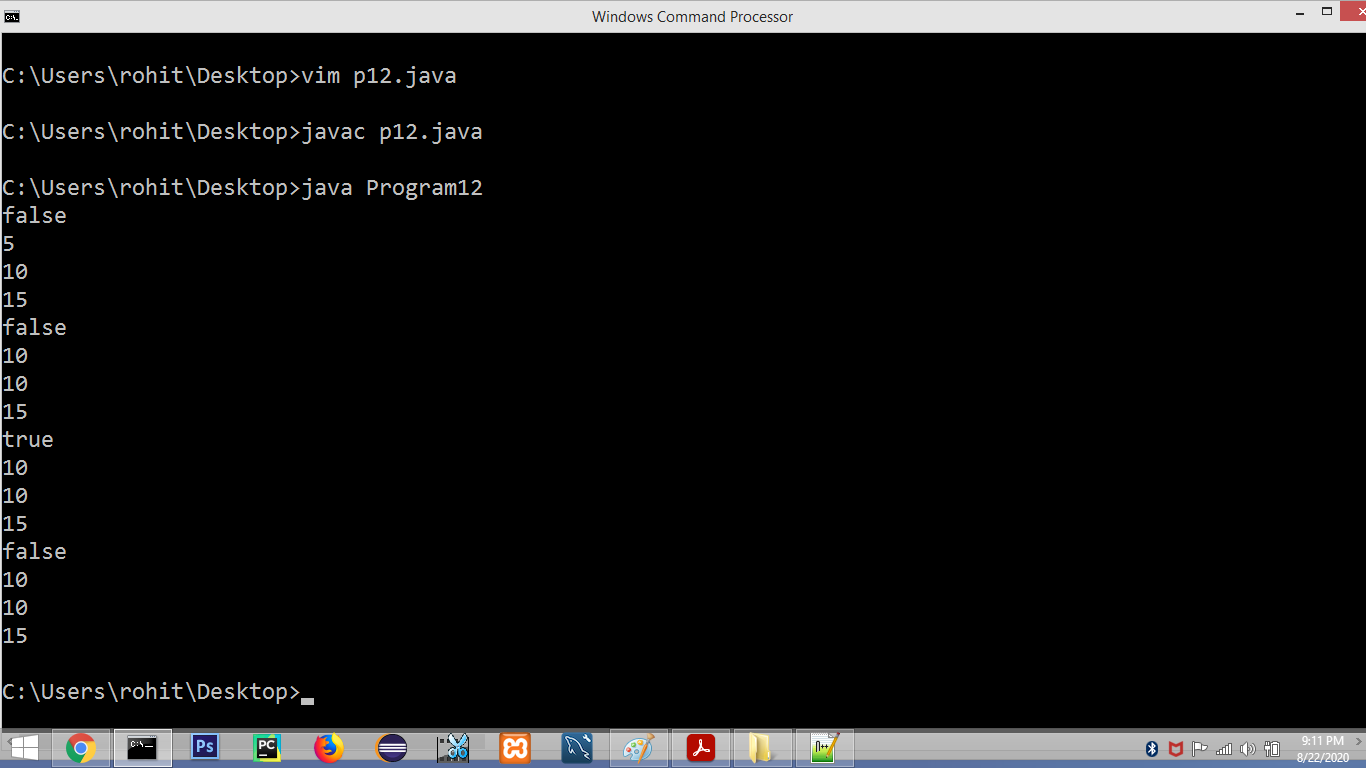 Windows Command Processor
C:\Users\rohit\Desktop>vim p12.java
C:\Users\rohit\Desktop>javac p12.java
C:\Users\rohit\Desktop>java Program12
false
5
10
15
false
10
10
15
true
10
10
15
false
10
10
15
C:\Users\rohit\Desktop>
Ps
PC
9:11 PM
8/22/2020